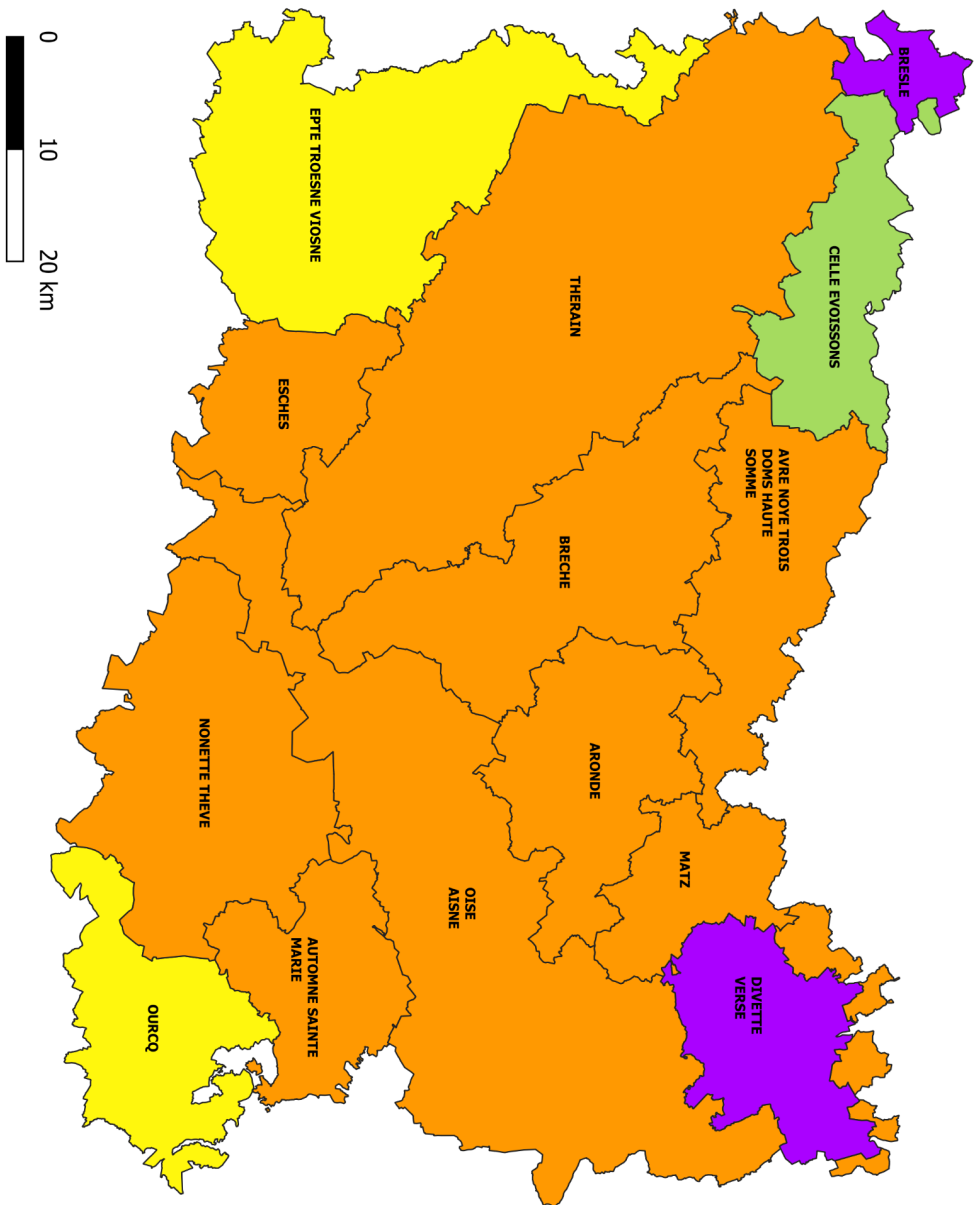 BRESLE
CELLE EVOISSONS
AVRE NOYE TROIS
DOMS HAUTE
SOMME
DIVETTE
VERSE
MATZ
THERAIN
BRECHE
ARONDE
OISE
AISNE
EPTE TROESNE VIOSNE
ESCHES
AUTOMNE SAINTE
MARIE
NONETTE THEVE
OURCQ
0 10 20 km